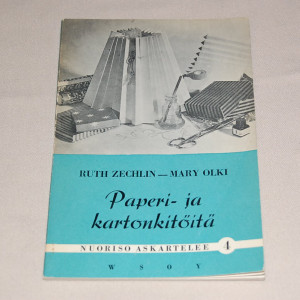 RUTH ZECHLIN — MARY OLKI
Paperi- ja
kartonkitöitä
NUORISO ASKARTELEE 4
WSOY